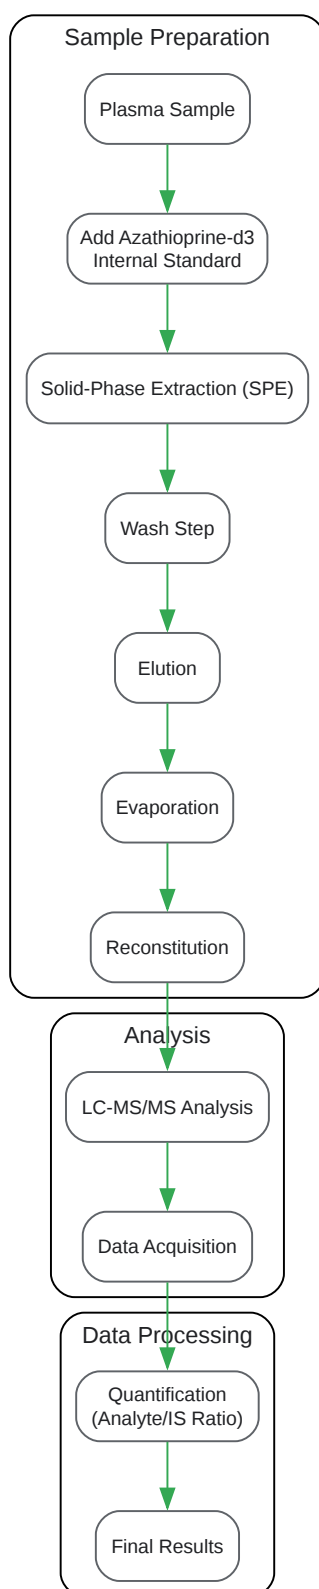 Sample Preparation
Plasma Sample
Add Azathioprine-d3
Internal Standard
Solid-Phase Extraction (SPE)
Wash Step
Elution
Evaporation
Reconstitution
Analysis
LC-MS/MS Analysis
Data Acquisition
Data Processing
Quantification
(Analyte/IS Ratio)
Final Results